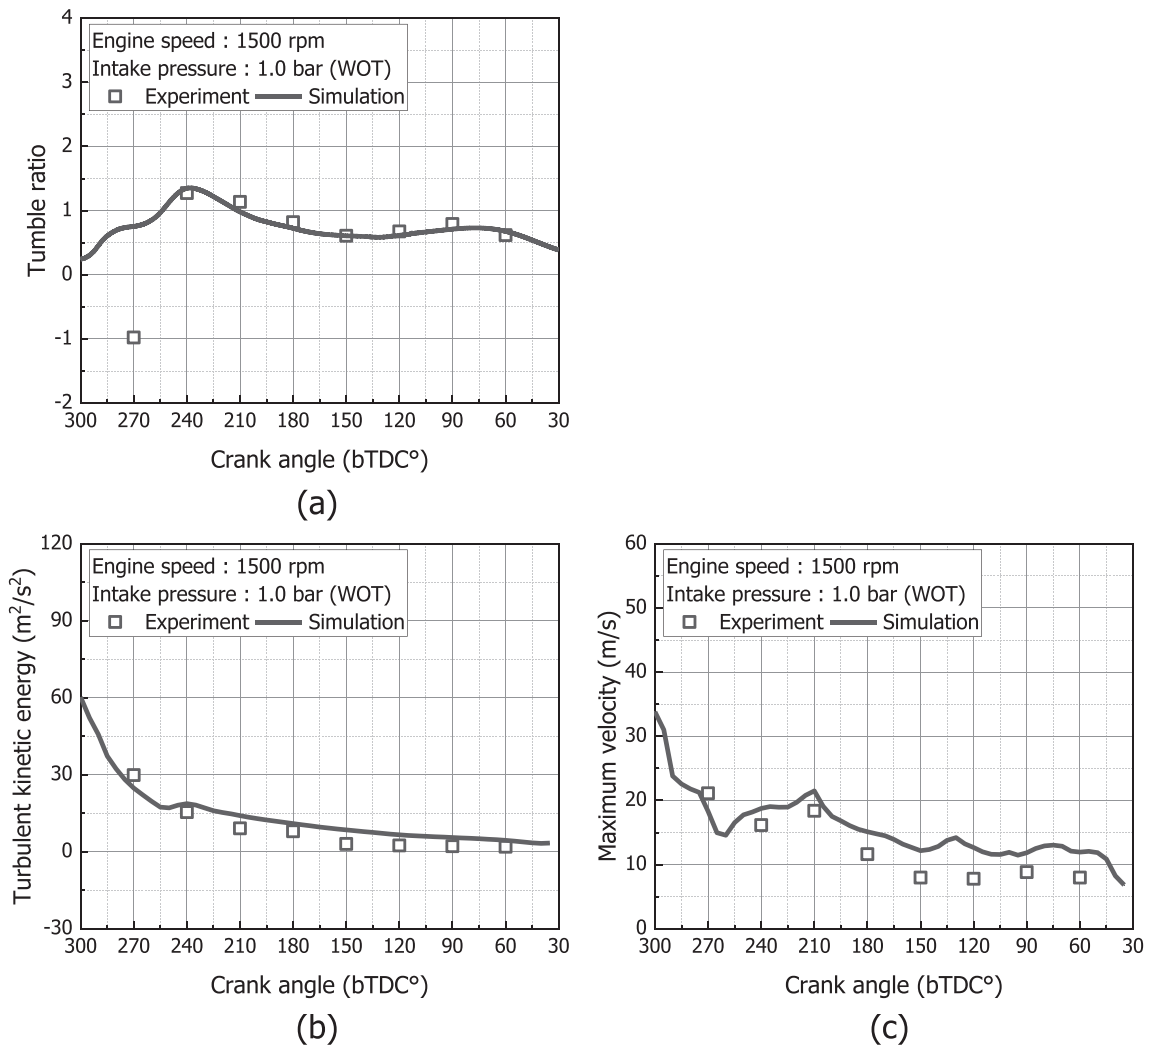 4
3
2
1
0
-1
-2
Tumble ratio
Engine speed : 1500 rpm
Intake pressure : 1.0 bar (WOT)
Experiment Simulation
300 270 240 210 180 150 120 90 60 30
Crank angle (bTDC°)
(a)
120
90
60
30
0
-30
Turbulent kinetic energy (m²/s²)
Engine speed : 1500 rpm
Intake pressure : 1.0 bar (WOT)
Experiment Simulation
300 270 240 210 180 150 120 90 60 30
Crank angle (bTDC°)
(b)
60
50
40
30
20
10
0
Maximum velocity (m/s)
Engine speed : 1500 rpm
Intake pressure : 1.0 bar (WOT)
Experiment Simulation
300 270 240 210 180 150 120 90 60 30
Crank angle (bTDC°)
(c)